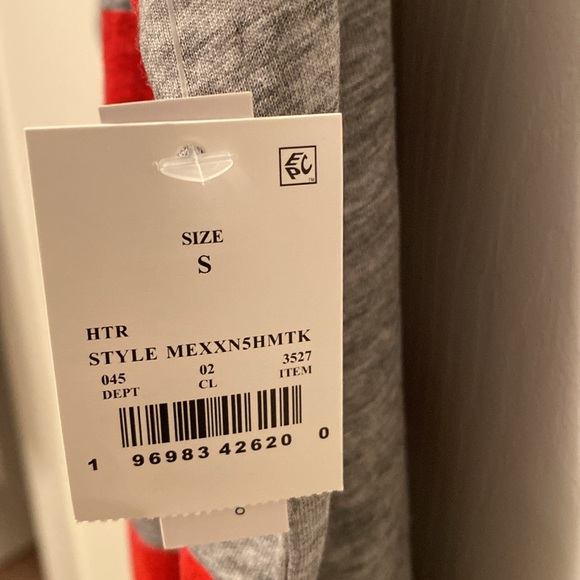 EPC
SIZE
S
HTR
STYLE MEXXN5HMTK
045 02 3527
DEPT CL ITEM
1 96983 42620 0